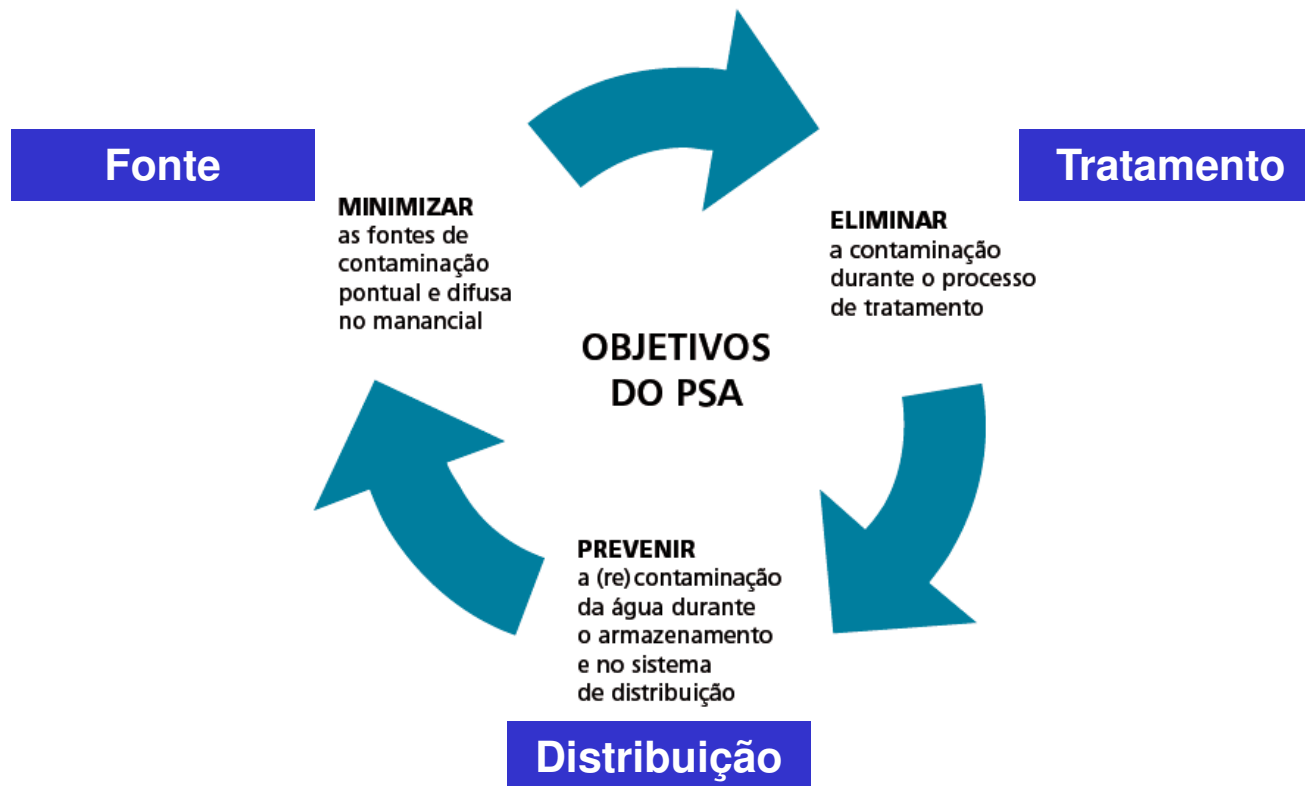 Fonte
MINIMIZAR
as fontes de
contaminação
pontual e difusa
no manancial
Tratamento
ELIMINAR
a contaminação
durante o processo
de tratamento
OBJETIVOS
DO PSA
PREVENIR
a (re)contaminação
da água durante
o armazenamento
e no sistema
de distribuição
Distribuição